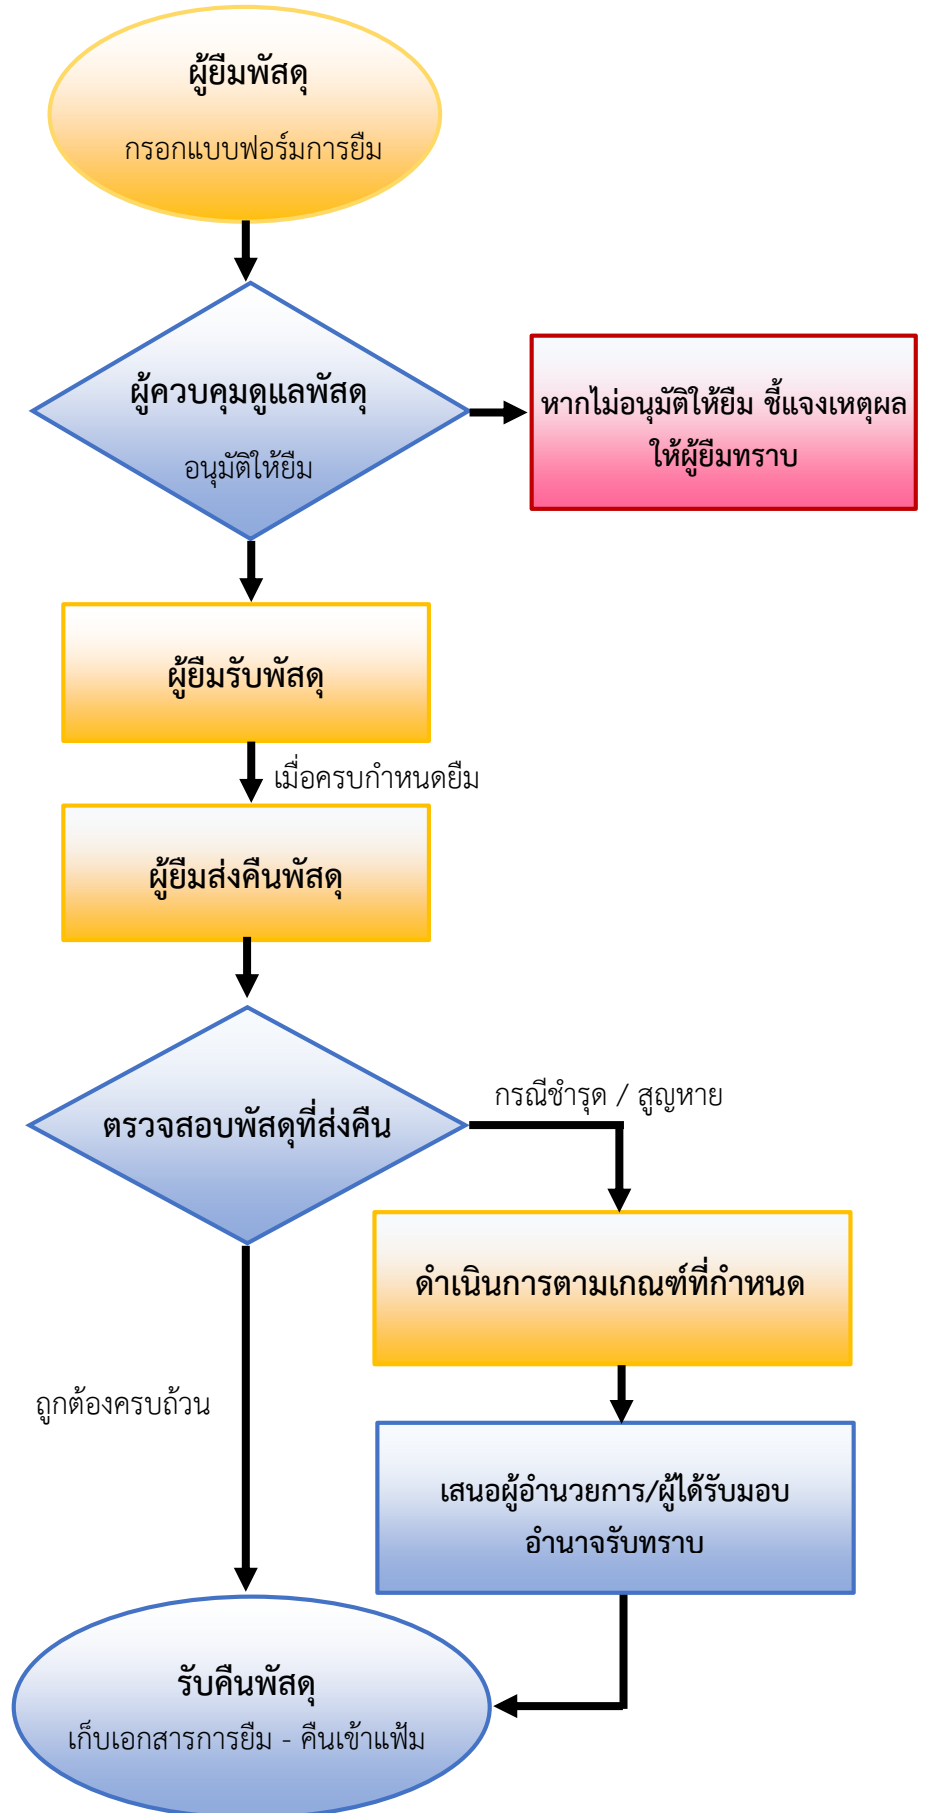 ผู้ยืมพัสดุ
กรอกแบบฟอร์มการยืม
ผู้ควบคุมดูแลพัสดุ
อนุมัติให้ยืม
หากไม่อนุมัติให้ยืม ชี้แจงเหตุผล
ให้ผู้ยืมทราบ
ผู้ยืมรับพัสดุ
เมื่อครบกำหนดยืม
ผู้ยืมส่งคืนพัสดุ
กรณีชำรุด / สูญหาย
ตรวจสอบพัสดุที่ส่งคืน
ดำเนินการตามเกณฑ์ที่กำหนด
ถูกต้องครบถ้วน
เสนอผู้อำนวยการ/ผู้ได้รับมอบ
อำนาจรับทราบ
รับคืนพัสดุ
เก็บเอกสารการยืม - คืนเข้าแฟ้ม